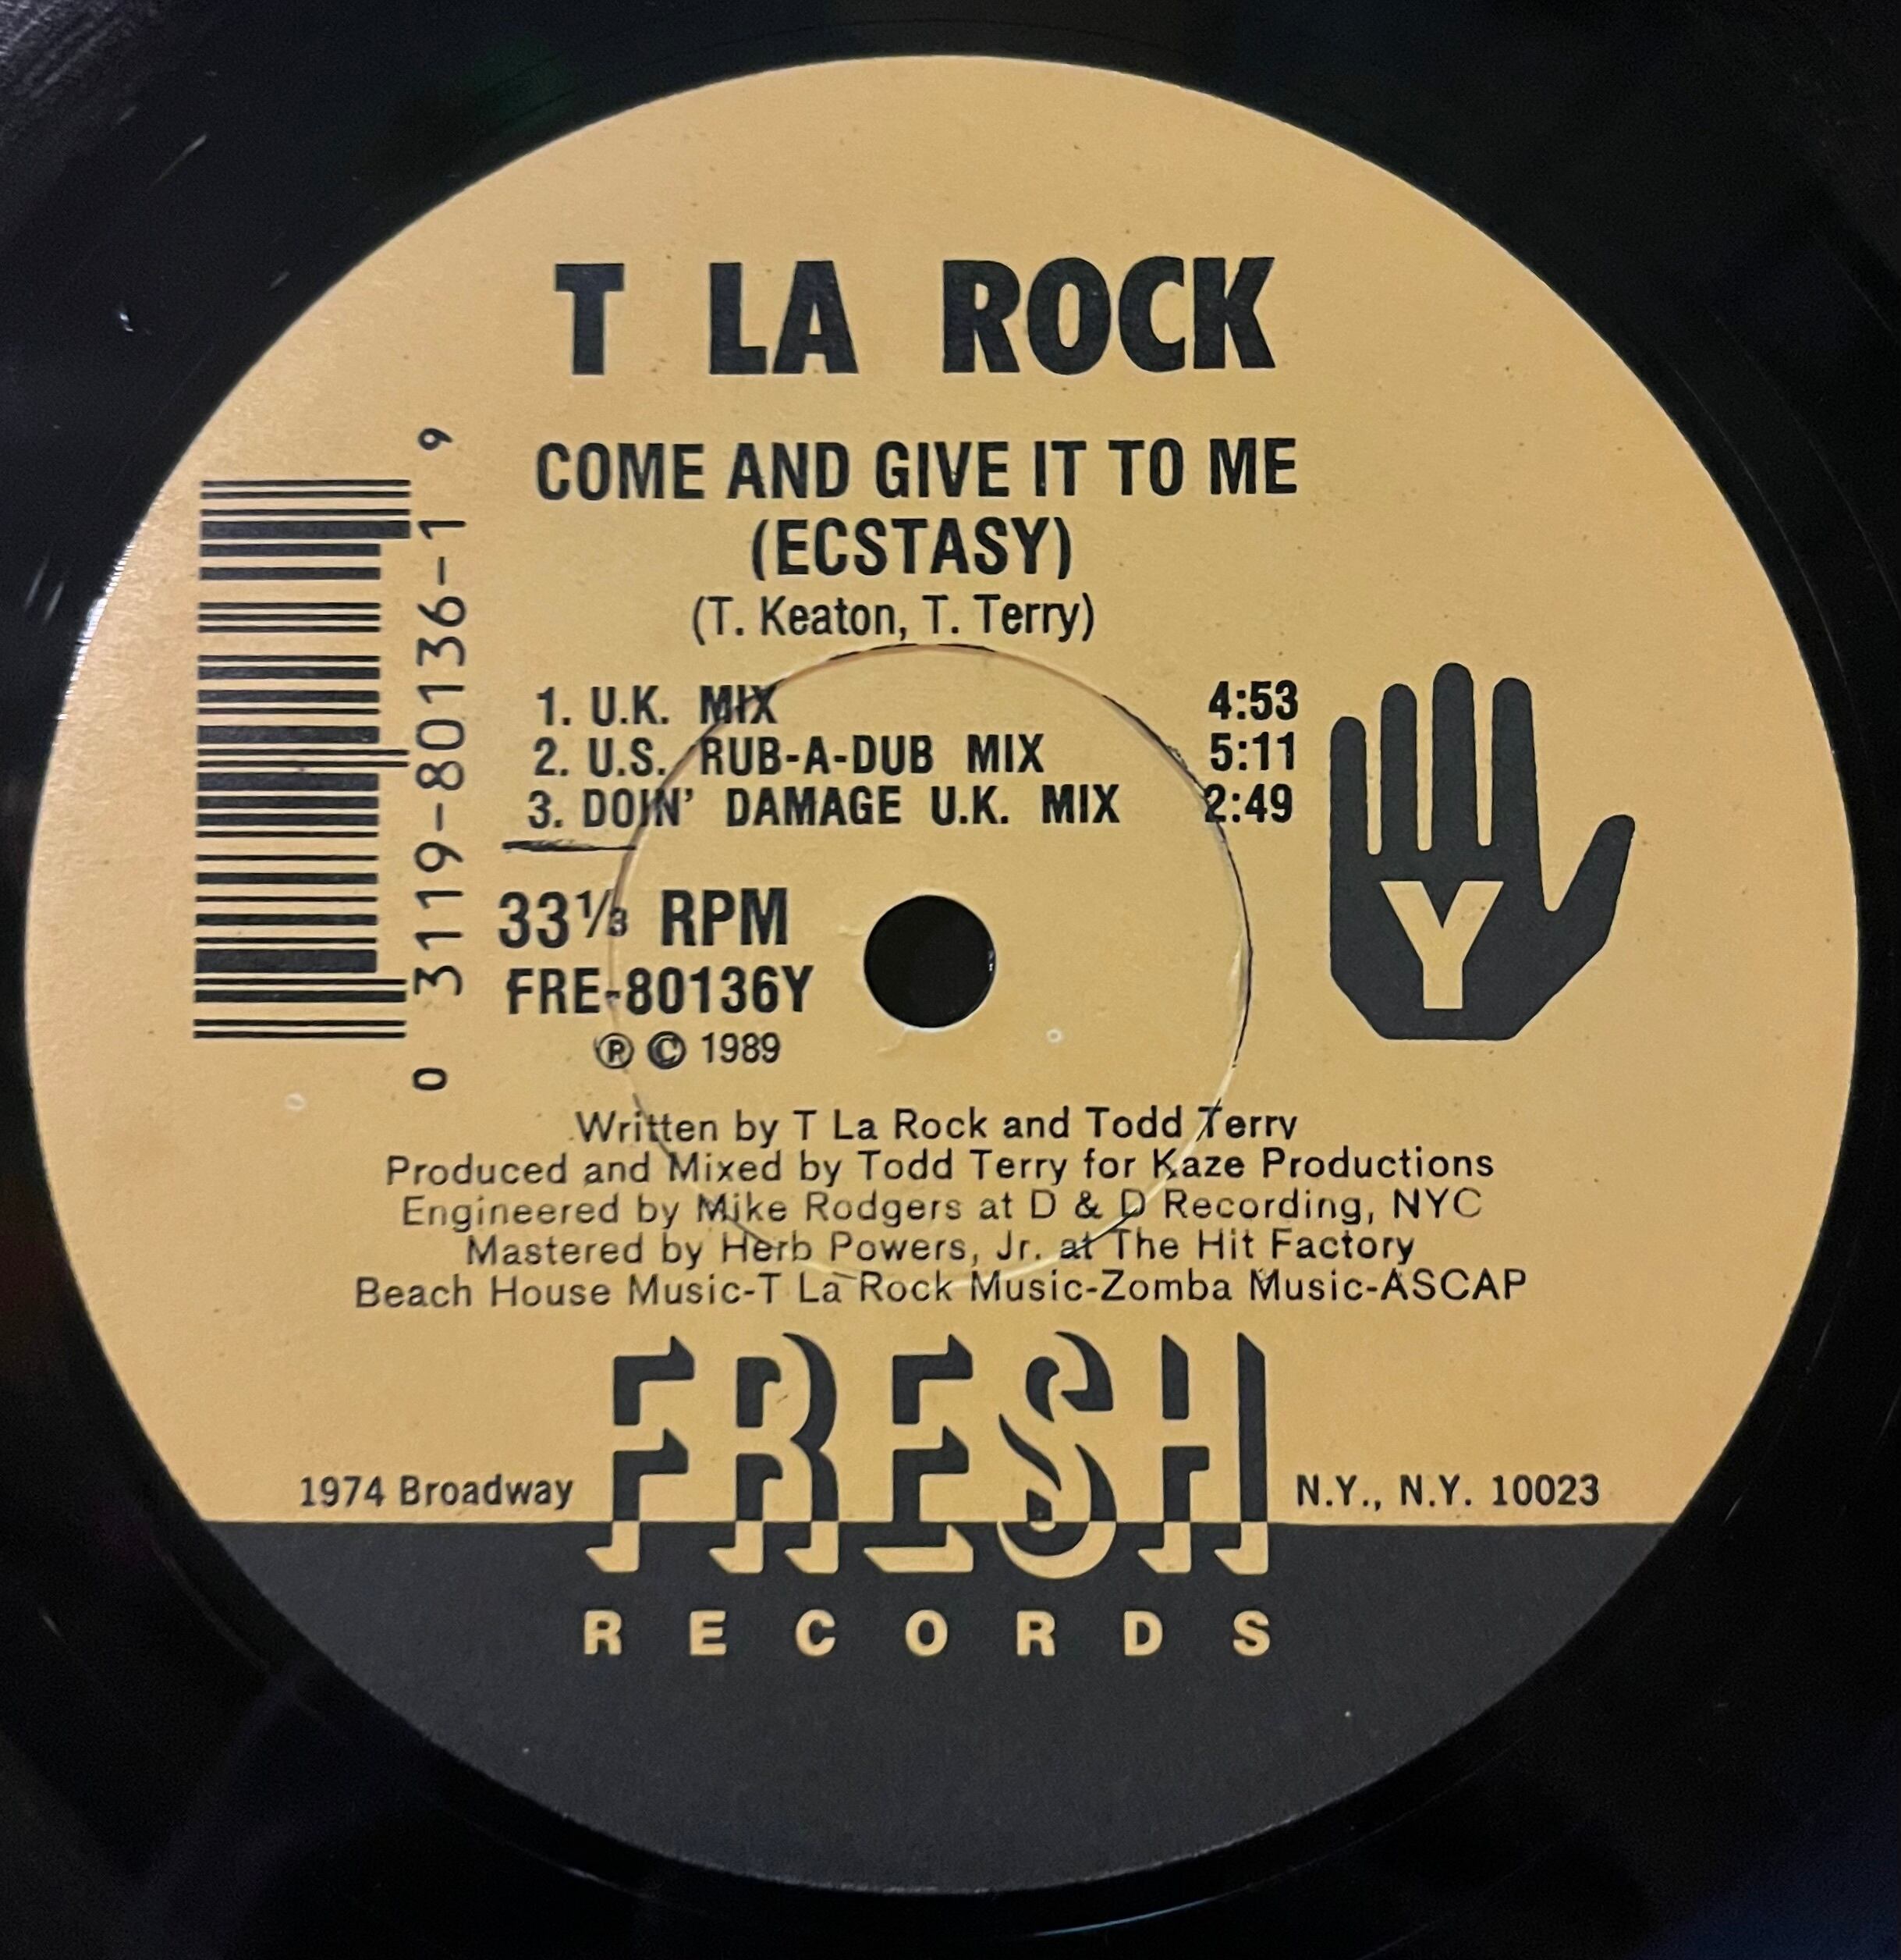 T LA ROCK
COME AND GIVE IT TO ME
(ECSTASY)
(T. Keaton, T. Terry)
1. U.K. MIX 4:53
2. U.S. RUB-A-DUB MIX 5:11
3. DOIN' DAMAGE U.K. MIX 2:49
33⅓ RPM
FRE-80136Y
Ⓡ © 1989
0 3119-80136-1 9
Y
Written by T La Rock and Todd Terry
Produced and Mixed by Todd Terry for Kaze Productions
Engineered by Mike Rodgers at D & D Recording, NYC
Mastered by Herb Powers, Jr. at The Hit Factory
Beach House Music-T La Rock Music-Zomba Music-ASCAP
1974 Broadway FRESH N.Y., N.Y. 10023
RECORDS